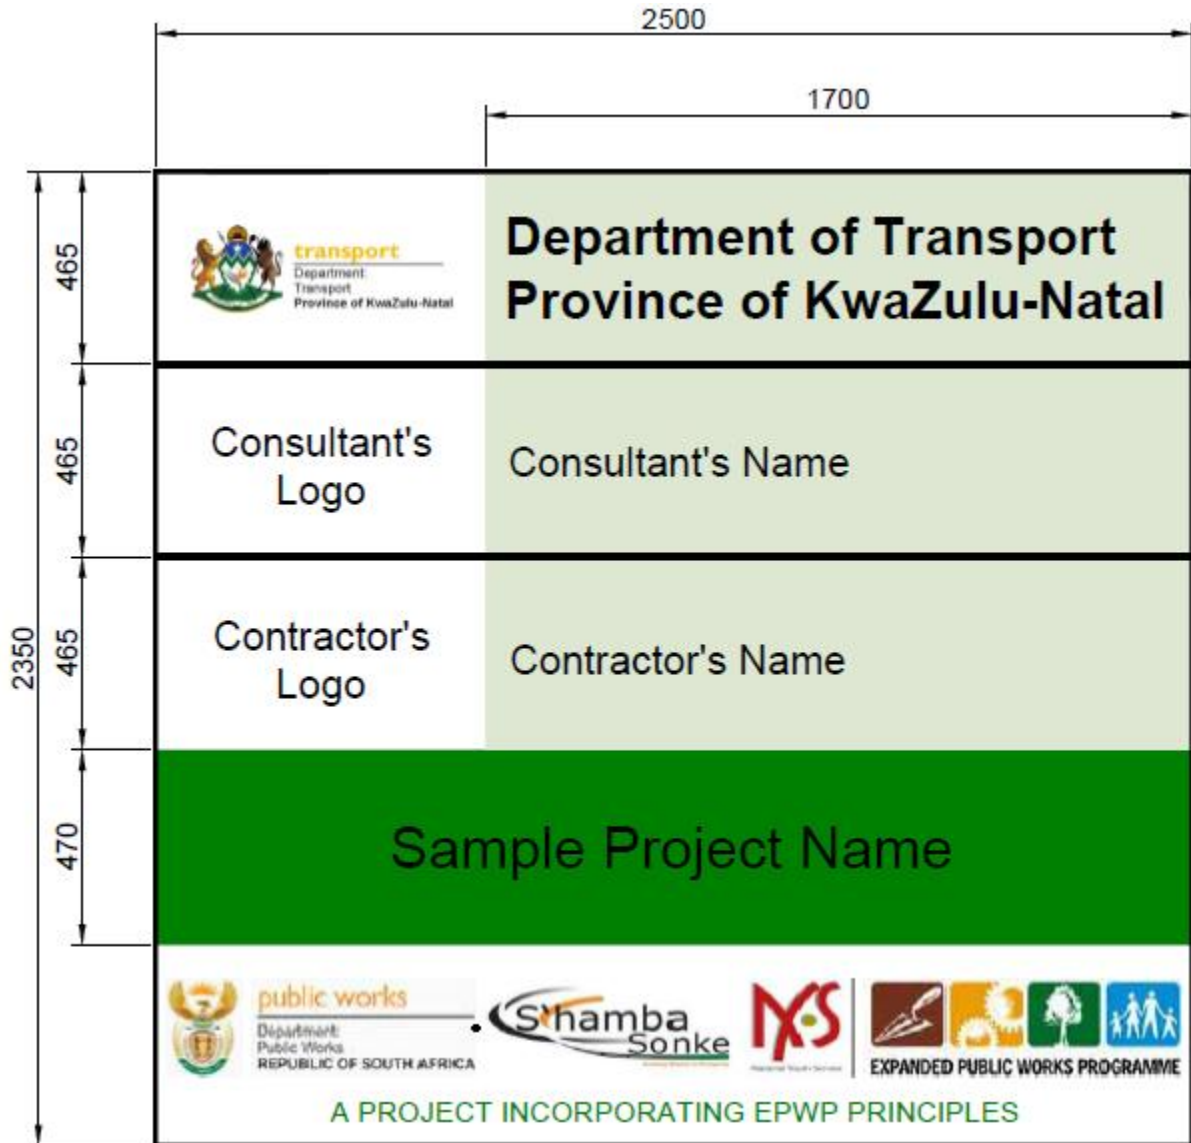 2500
1700
465
transport
Department:
Transport
Province of KwaZulu-Natal
Department of Transport
Province of KwaZulu-Natal
465
Consultant's
Logo
Consultant's Name
2350
465
Contractor's
Logo
Contractor's Name
470
Sample Project Name
public works
Department:
Public Works
REPUBLIC OF SOUTH AFRICA
S'hamba
Sonke
NYS
EXPANDED PUBLIC WORKS PROGRAMME
A PROJECT INCORPORATING EPWP PRINCIPLES